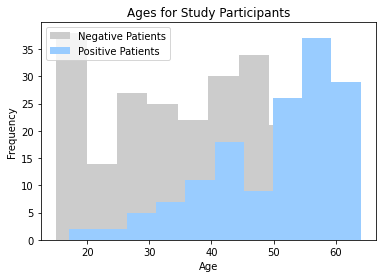 Ages for Study Participants
Negative Patients
Positive Patients
35
30
25
20
15
10
5
0
Frequency
20 30 40 50 60
Age